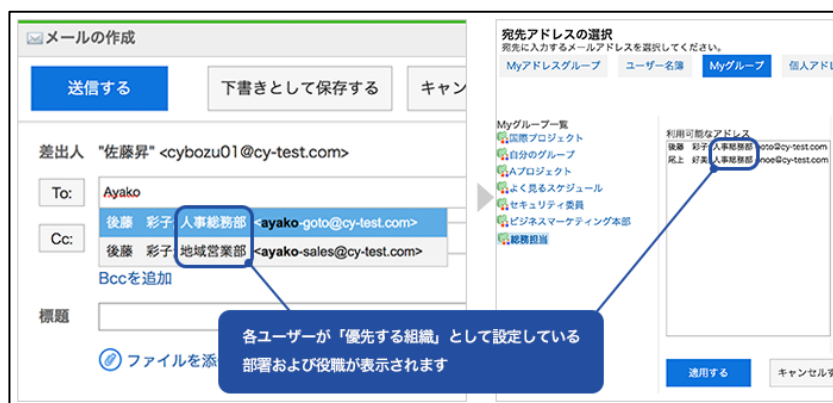 メールの作成
送信する
下書きとして保存する
キャン
差出人 "佐藤昇" <cybozu01@cy-test.com>
To:
Ayako
後藤 彩子 人事総務部 <ayako-goto@cy-test.com>
Cc:
後藤 彩子 地域営業部 <ayako-sales@cy-test.com>
Bccを追加
標題
ファイルを添
宛先アドレスの選択
宛先に入力するメールアドレスを選択してください。
Myアドレスグループ
ユーザー名簿
Myグループ
個人アドレ
Myグループ一覧
国際プロジェクト
自分のグループ
Aプロジェクト
よく見るスケジュール
セキュリティ委員
ビジネスマーケティング本部
総務担当
利用可能なアドレス
後藤 彩子 人事総務部 goto@cy-test.com
尾上 好美 人事総務部 onoe@cy-test.com
適用する
キャンセルす
各ユーザーが「優先する組織」として設定している
部署および役職が表示されます